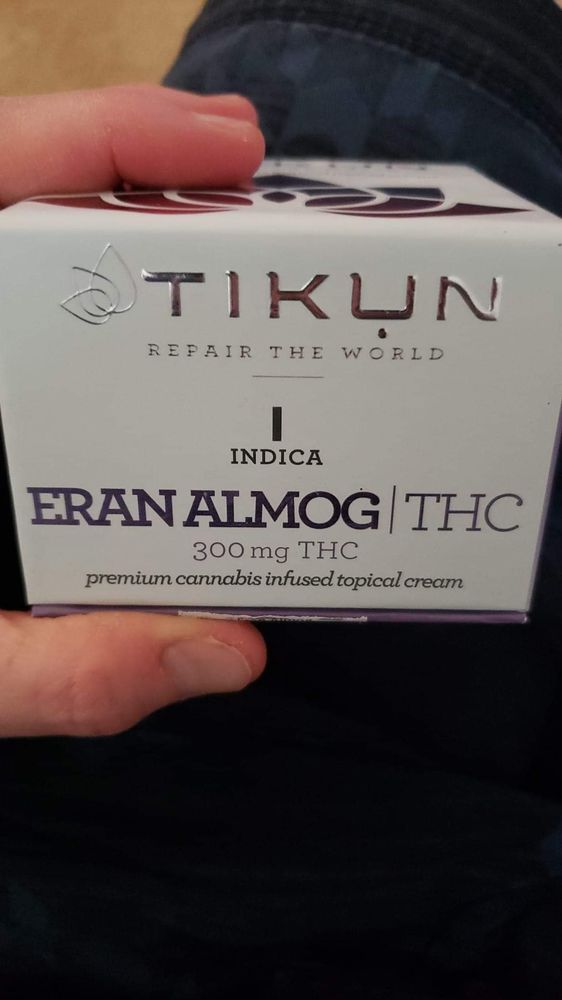 TIKUN
REPAIR THE WORLD
I
INDICA
ERAN ALMOG | THC
300 mg THC
premium cannabis infused topical cream